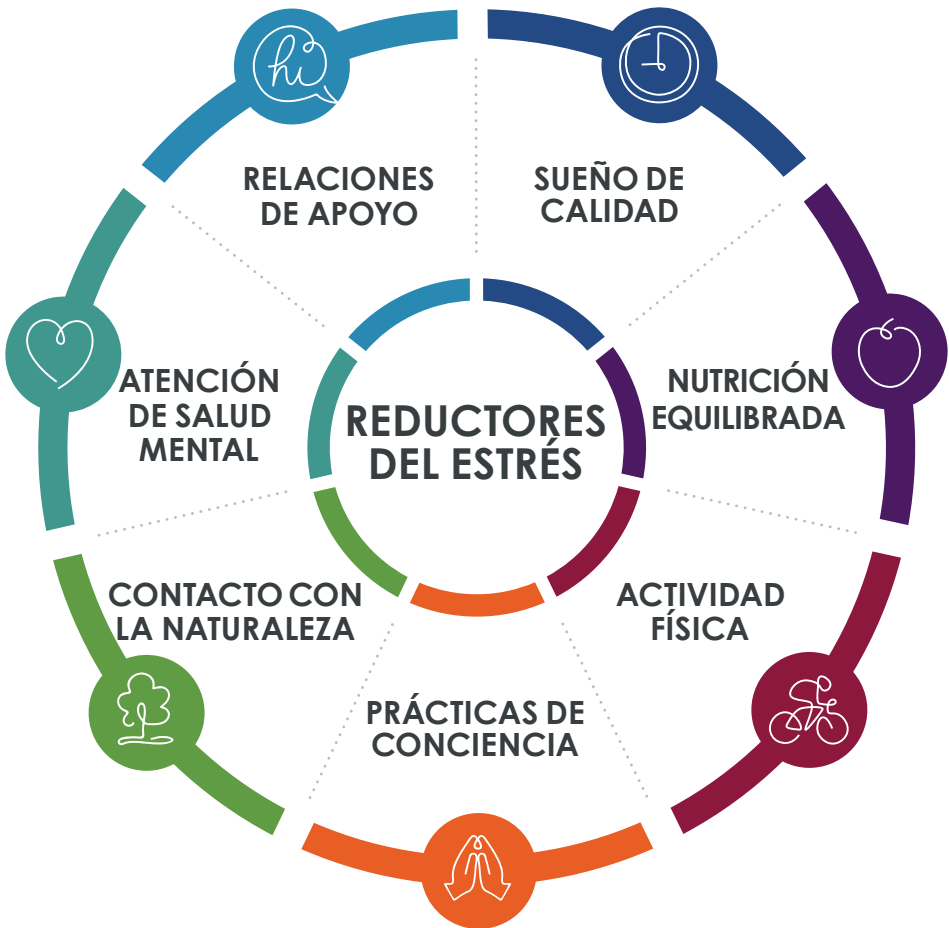 hi
RELACIONES
DE APOYO
SUEÑO DE
CALIDAD
NUTRICIÓN
EQUILIBRADA
ACTIVIDAD
FÍSICA
PRÁCTICAS DE
CONCIENCIA
CONTACTO CON
LA NATURALEZA
ATENCIÓN
DE SALUD
MENTAL
REDUCTORES
DEL ESTRÉS